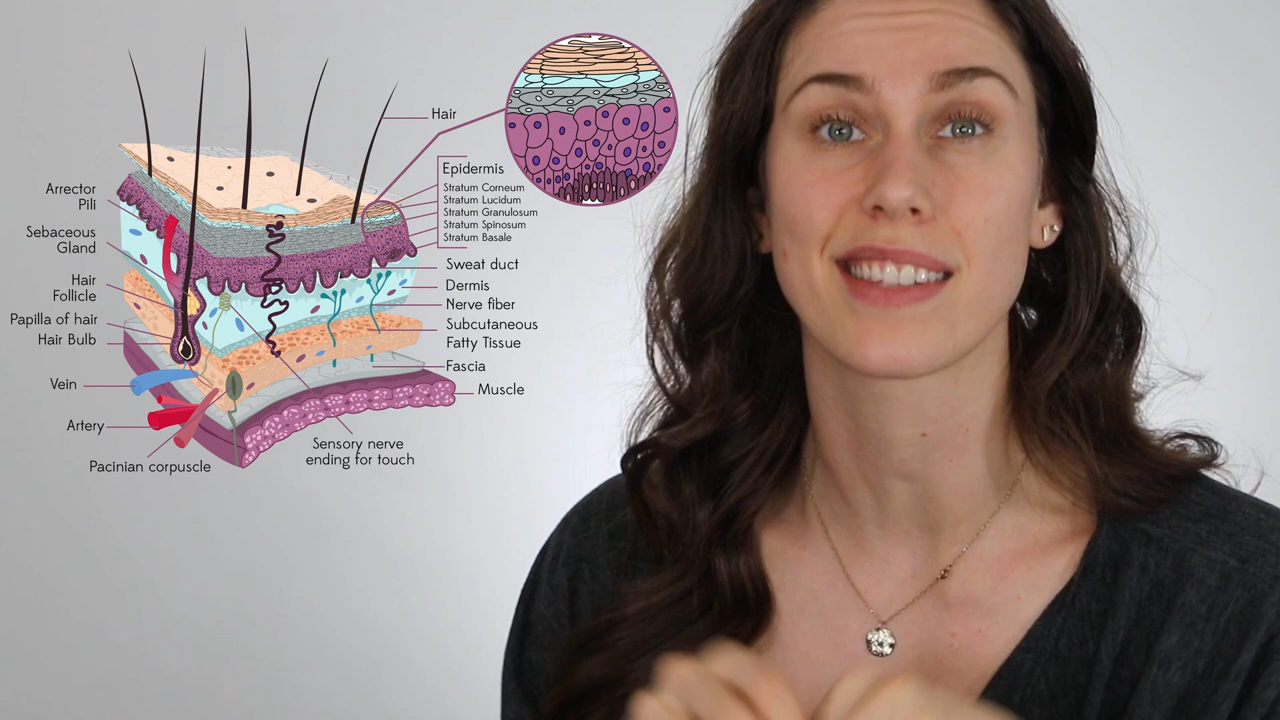 Hair
Epidermis
Stratum Corneum
Stratum Lucidum
Stratum Granulosum
Stratum Spinosum
Stratum Basale
Sweat duct
Dermis
Nerve fiber
Subcutaneous
Fatty Tissue
Fascia
Muscle
Arrector
Pili
Sebaceous
Gland
Hair
Follicle
Papilla of hair
Hair Bulb
Vein
Artery
Pacinian corpuscle
Sensory nerve
ending for touch